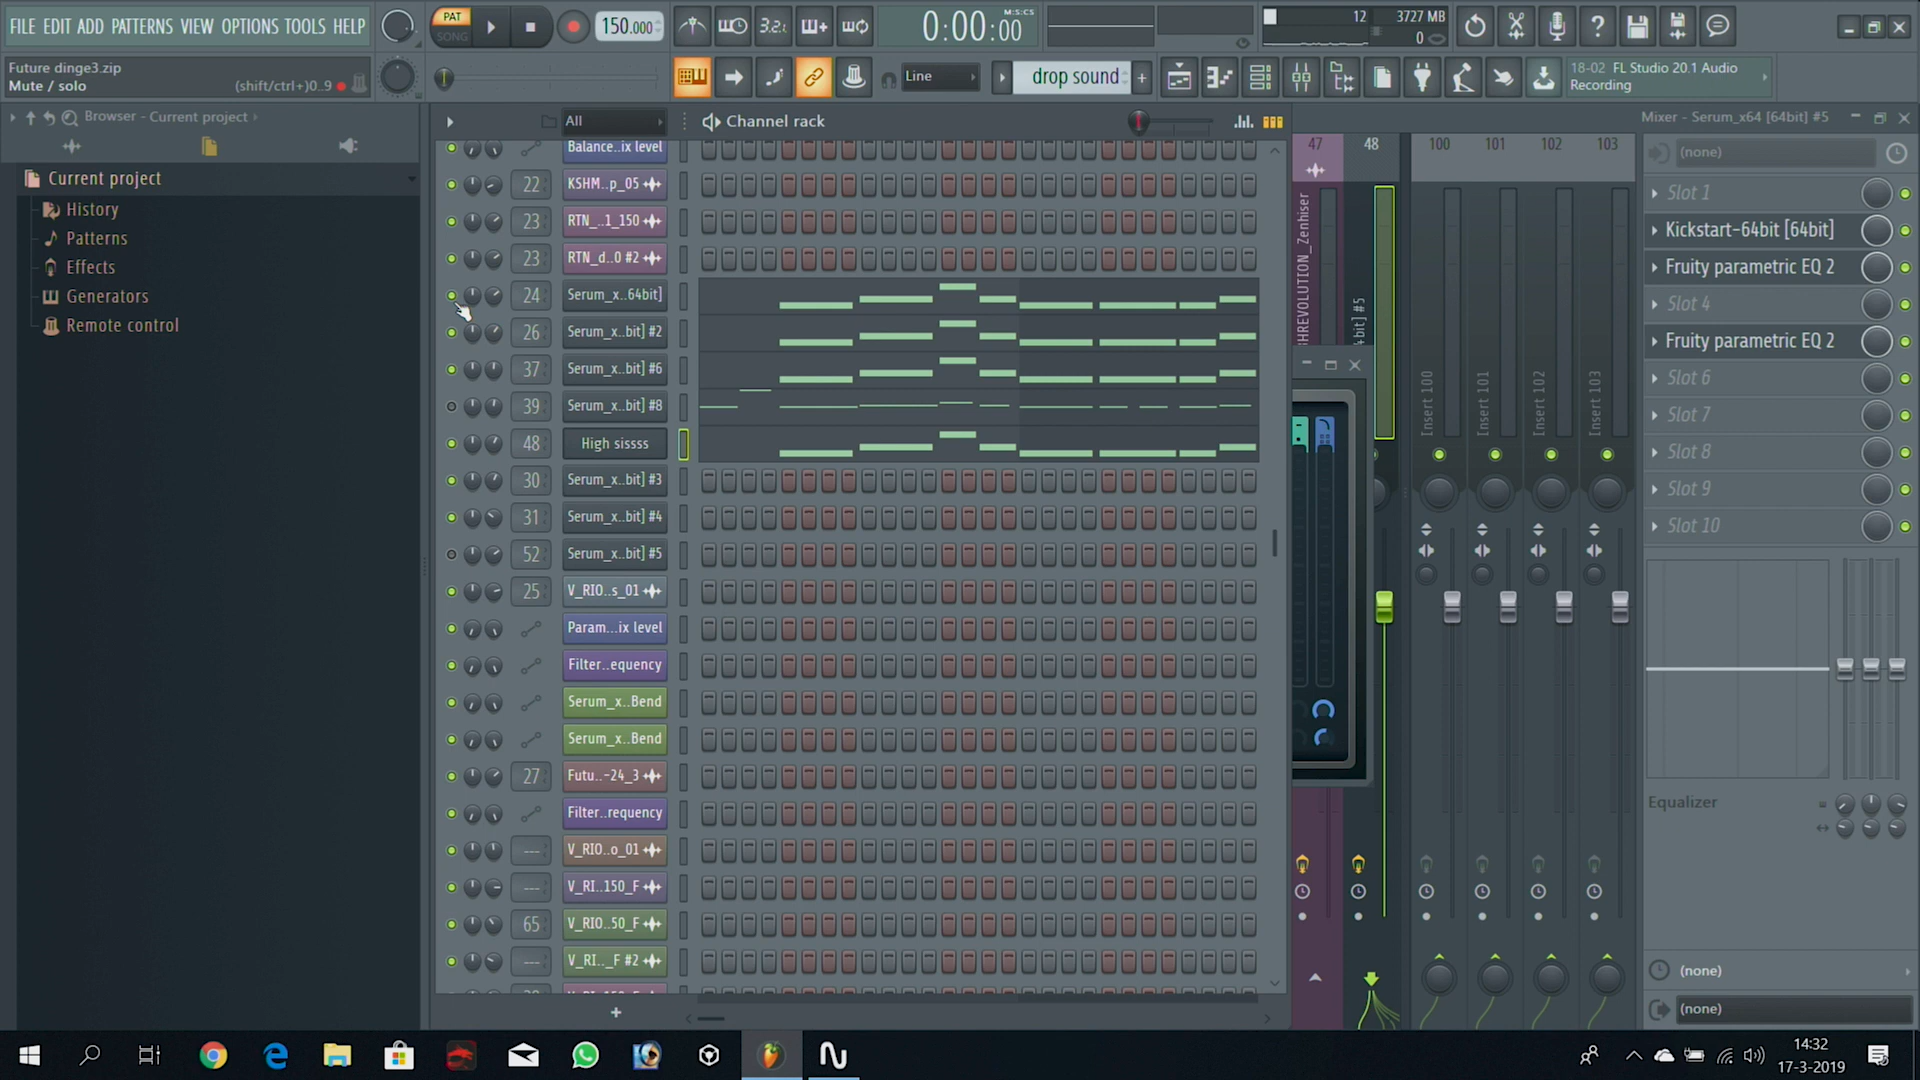 FILE EDIT ADD PATTERNS VIEW OPTIONS TOOLS HELP
PAT
SONG
150.000
3.2.
0:00:00
M:S:CS
12
3727 MB
0
Future dinge3.zip
Mute / solo
(shift/ctrl+)0..9
Line
drop sound
18-02 FL Studio 20.1 Audio
Recording
Browser - Current project
Current project
History
Patterns
Effects
Generators
Remote control
All
Channel rack
Balance..ix level
22 KSHM..p_05
23 RTN_..1_150
23 RTN_d..0 #2
24 Serum_x..64bit]
26 Serum_x..bit] #2
37 Serum_x..bit] #6
39 Serum_x..bit] #8
48 High sissss
30 Serum_x..bit] #3
31 Serum_x..bit] #4
52 Serum_x..bit] #5
25 V_RIO..s_01
Param...ix level
Filter..equency
Serum_x..Bend
Serum_x..Bend
27 Futu..-24_3
Filter..requency
--- V_RIO..o_01
--- V_RI..150_F
65 V_RIO..50_F
--- V_RI.._F #2
47
48
100
101
102
103
Insert 100
Insert 101
Insert 102
Insert 103
Mixer - Serum_x64 [64bit] #5
(none)
Slot 1
Kickstart-64bit [64bit]
Fruity parametric EQ 2
Slot 4
Fruity parametric EQ 2
Slot 6
Slot 7
Slot 8
Slot 9
Slot 10
Equalizer
(none)
(none)
14:32
17-3-2019